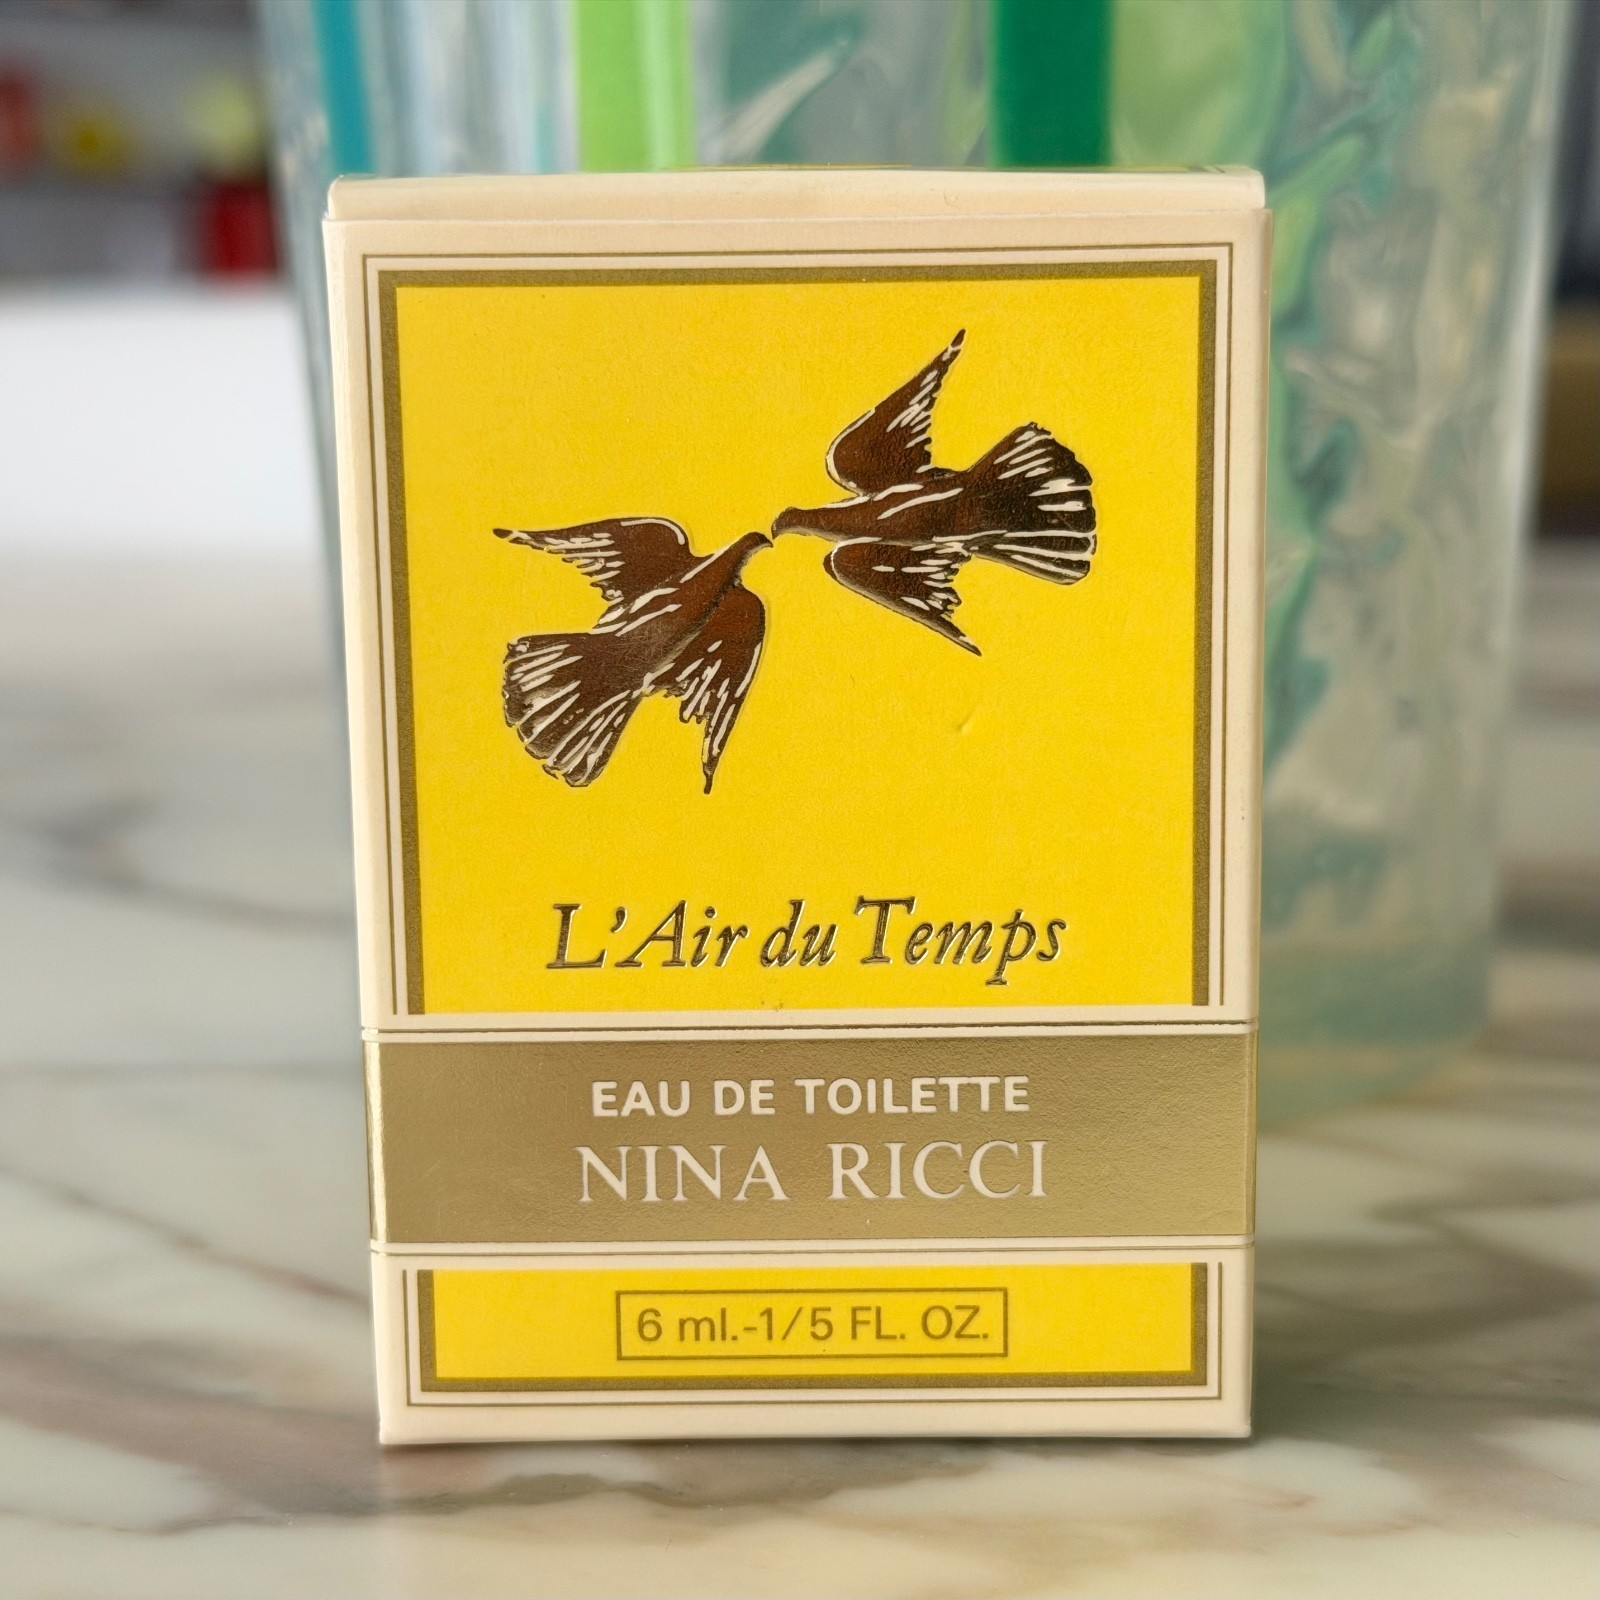 L'Air du Temps
EAU DE TOILETTE
NINA RICCI
6 ml.-1/5 FL. OZ.